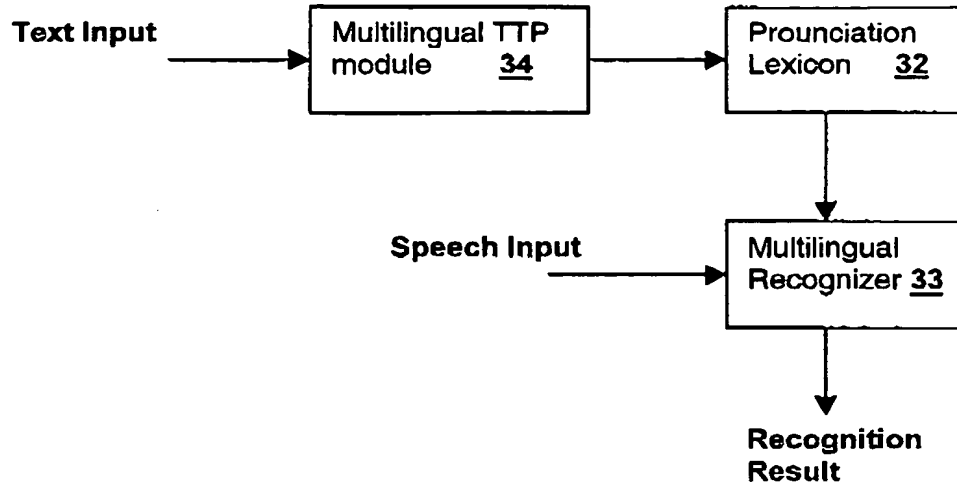 Text Input
Multilingual TTP
module 34
Prounciation
Lexicon 32
Speech Input
Multilingual
Recognizer 33
Recognition
Result